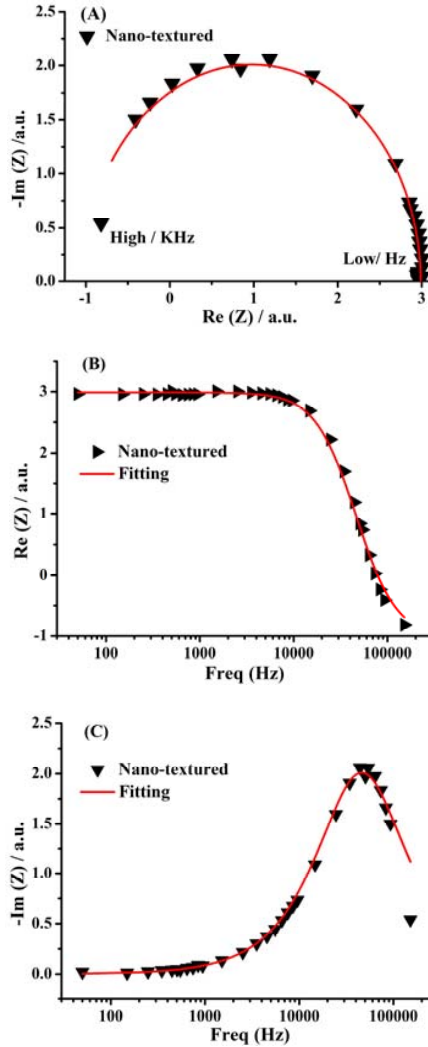 (A)
Nano-textured
-Im (Z) /a.u.
2.5
2.0
1.5
1.0
0.5
0.0
High / KHz
Low/ Hz
-1 0 1 2 3
Re (Z) / a.u.
(B)
Re (Z) / a.u.
4
3
2
1
0
-1
Nano-textured
Fitting
100 1000 10000 100000
Freq (Hz)
(C)
-Im (Z) / a.u.
2.5
2.0
1.5
1.0
0.5
0.0
Nano-textured
Fitting
100 1000 10000 100000
Freq (Hz)